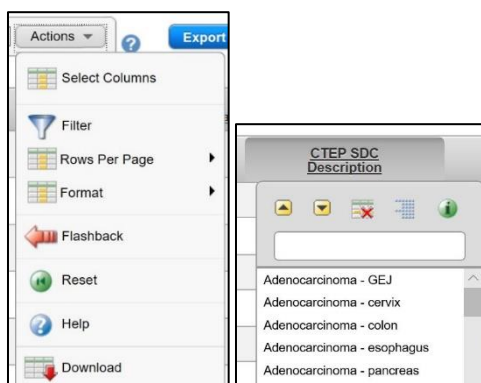 Actions
Export
Select Columns
Filter
Rows Per Page
Format
Flashback
Reset
Help
Download
CTEP SDC
Description
Adenocarcinoma - GEJ
Adenocarcinoma - cervix
Adenocarcinoma - colon
Adenocarcinoma - esophagus
Adenocarcinoma - pancreas